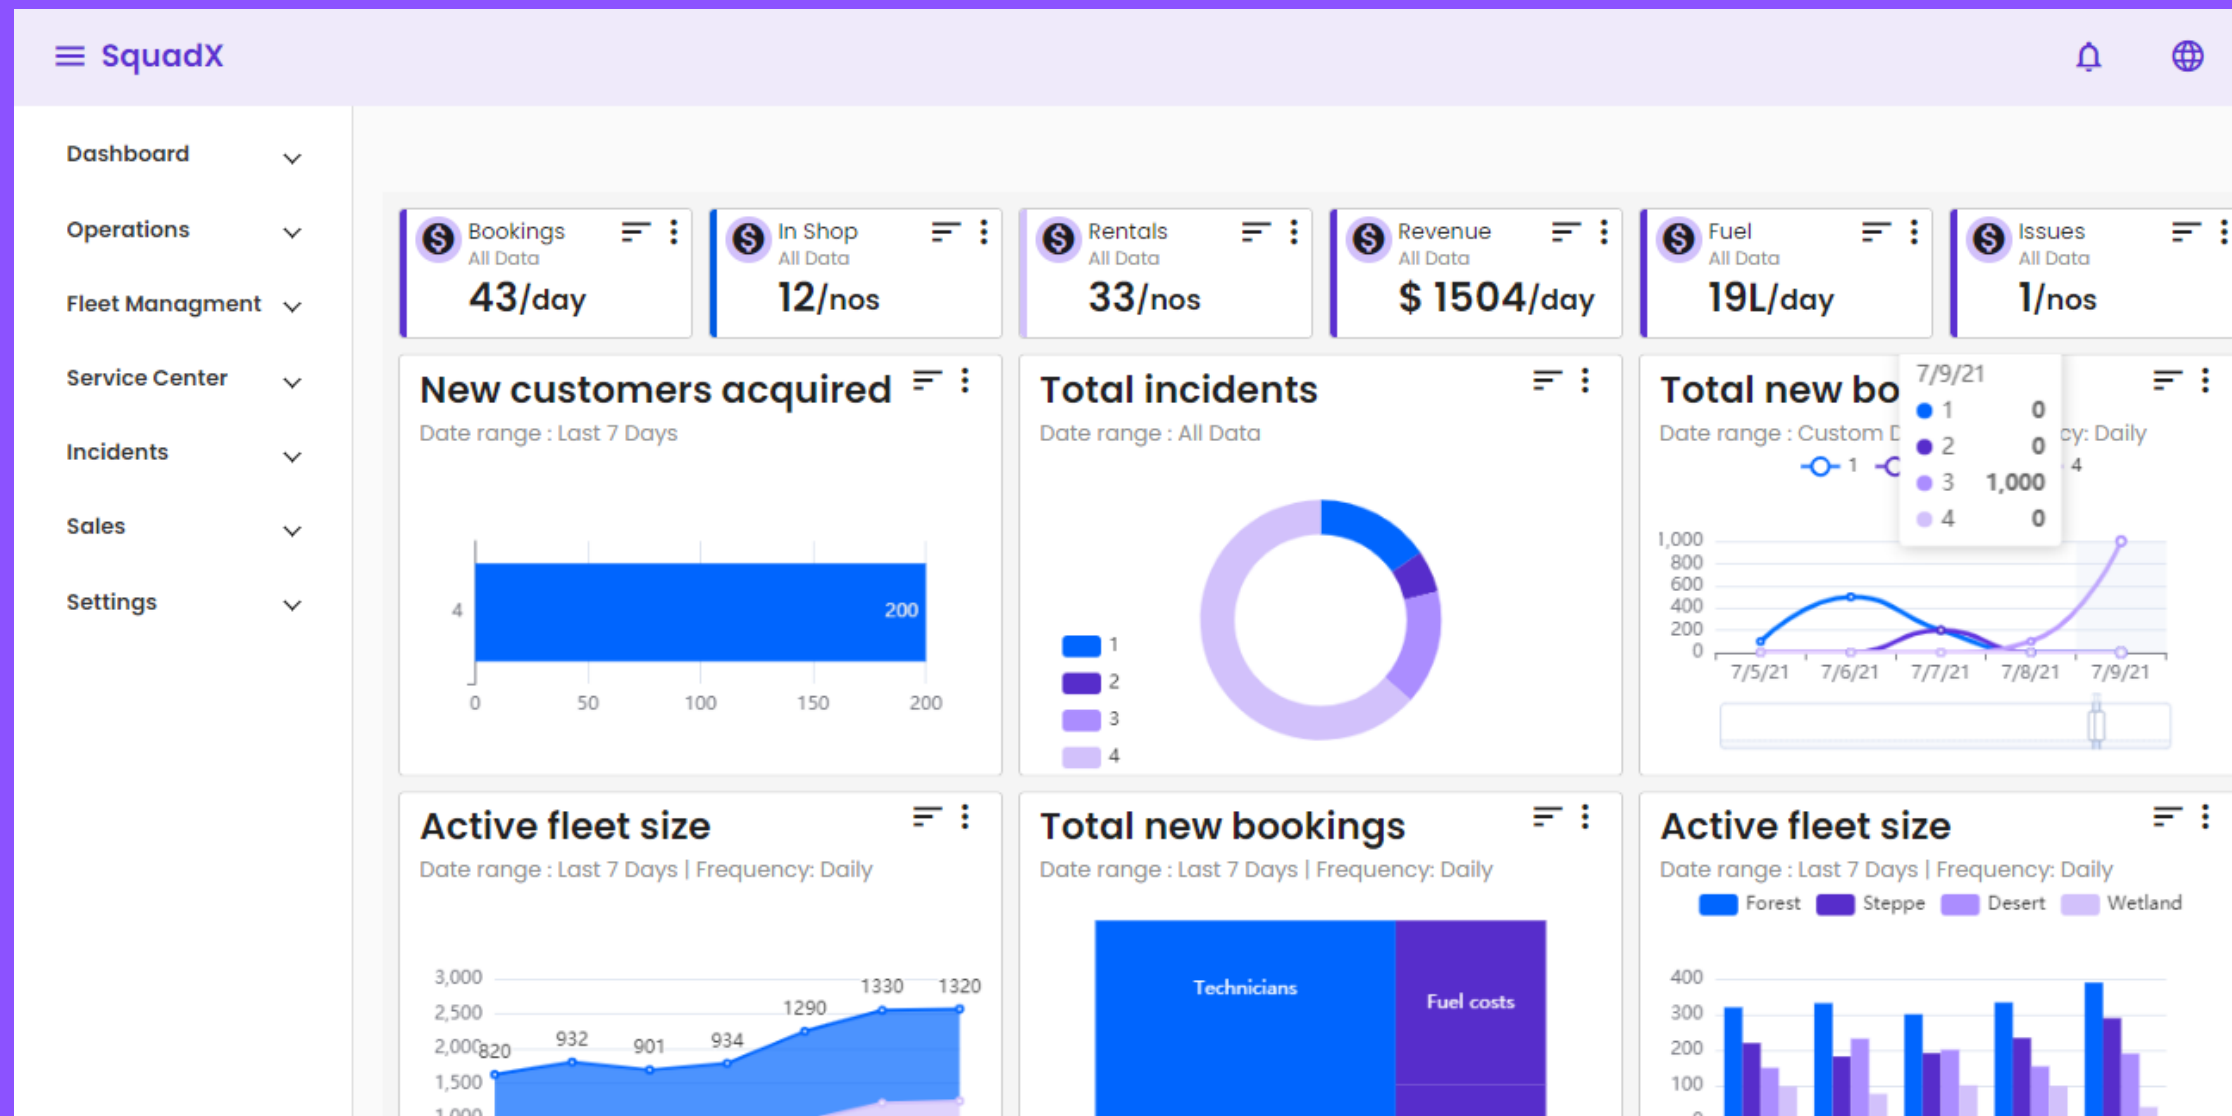 SquadX
Dashboard
Operations
Fleet Managment
Service Center
Incidents
Sales
Settings
Bookings
All Data
43/day
In Shop
All Data
12/nos
Rentals
All Data
33/nos
Revenue
All Data
$ 1504/day
Fuel
All Data
19L/day
Issues
All Data
1/nos
New customers acquired
Date range : Last 7 Days
4
200
0 50 100 150 200
Total incidents
Date range : All Data
1
2
3
4
Total new bo
Date range : Custom D cy: Daily
1 4
7/9/21
1 0
2 0
3 1,000
4 0
1,000
800
600
400
200
0
7/5/21 7/6/21 7/7/21 7/8/21 7/9/21
Active fleet size
Date range : Last 7 Days | Frequency: Daily
3,000
2,500
2,000
1,500
1,000
820 932 901 934 1290 1330 1320
Total new bookings
Date range : Last 7 Days | Frequency: Daily
Technicians
Fuel costs
Active fleet size
Date range : Last 7 Days | Frequency: Daily
Forest Steppe Desert Wetland
400
300
200
100
0